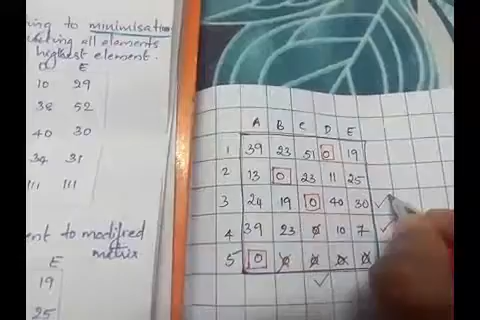 to minimisation
all elements
highest element.
E
10 29
38 52
40 30
34 31
111 111
to modified
matrix
E
19
25
A B C D E
1 39 23 51 0 19
2 13 0 23 11 25
3 24 19 0 40 30 ✓
4 39 23 0 10 7 ✓
5 0 0 0 0 0
✓